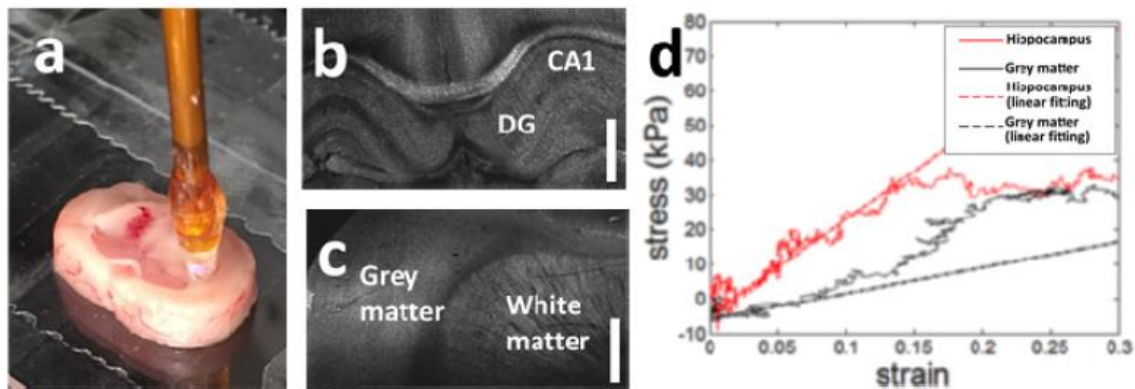 a
b
CA1
DG
c
Grey
matter
White
matter
d
stress (kPa)
80
70
60
50
40
30
20
10
0
-10
Hippocampus
Grey matter
Hippocampus
(linear fitting)
Grey matter
(linear fitting)
0
0.05
0.1
0.15
0.2
0.25
0.3
strain